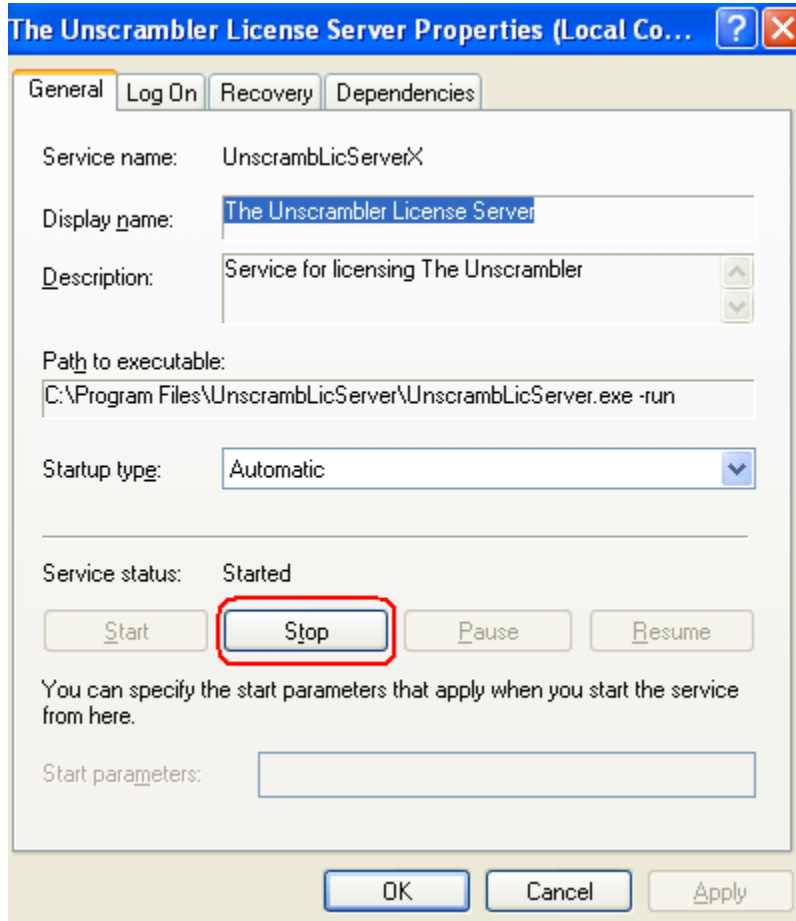 The Unscrambler License Server Properties (Local Co...
General Log On Recovery Dependencies
Service name: UnscrambLicServerX
Display name: The Unscrambler License Server
Description: Service for licensing The Unscrambler
Path to executable:
C:\Program Files\UnscrambLicServer\UnscrambLicServer.exe -run
Startup type: Automatic
Service status: Started
Start Stop Pause Resume
You can specify the start parameters that apply when you start the service
from here.
Start parameters:
OK Cancel Apply